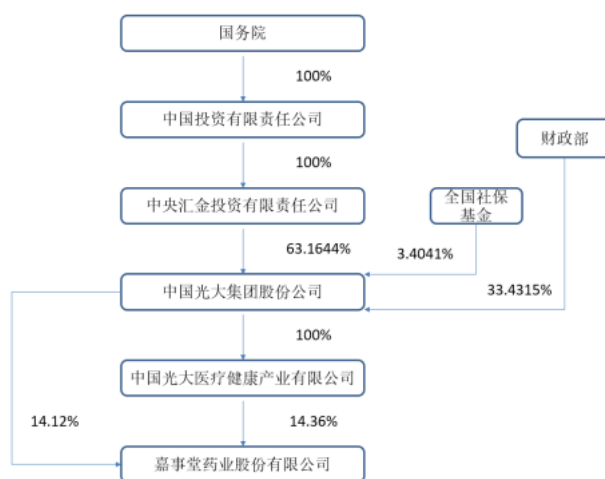 国务院
100%
中国投资有限责任公司
财政部
100%
中央汇金投资有限责任公司
全国社保
基金
63.1644%
3.4041%
33.4315%
中国光大集团股份公司
100%
中国光大医疗健康产业有限公司
14.12%
14.36%
嘉事堂药业股份有限公司